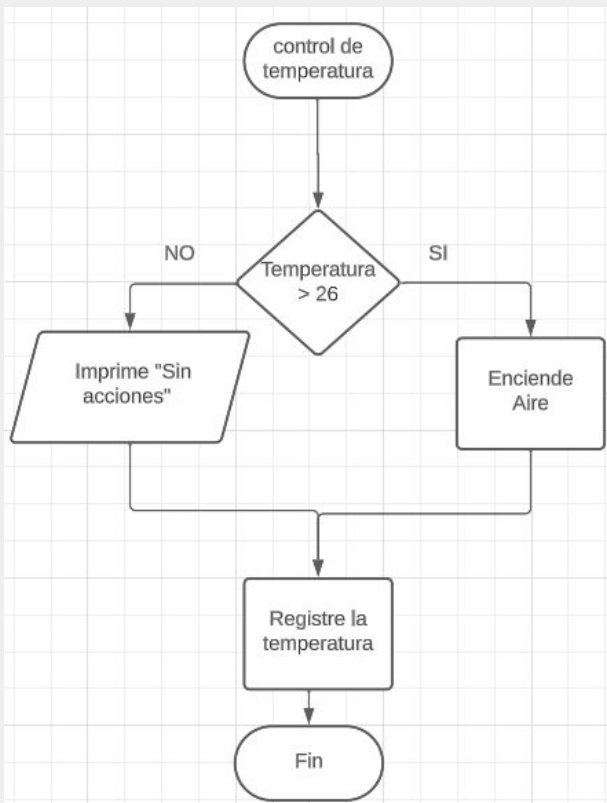 control de
temperatura
NO
SI
Temperatura
> 26
Imprime "Sin
acciones"
Enciende
Aire
Registre la
temperatura
Fin